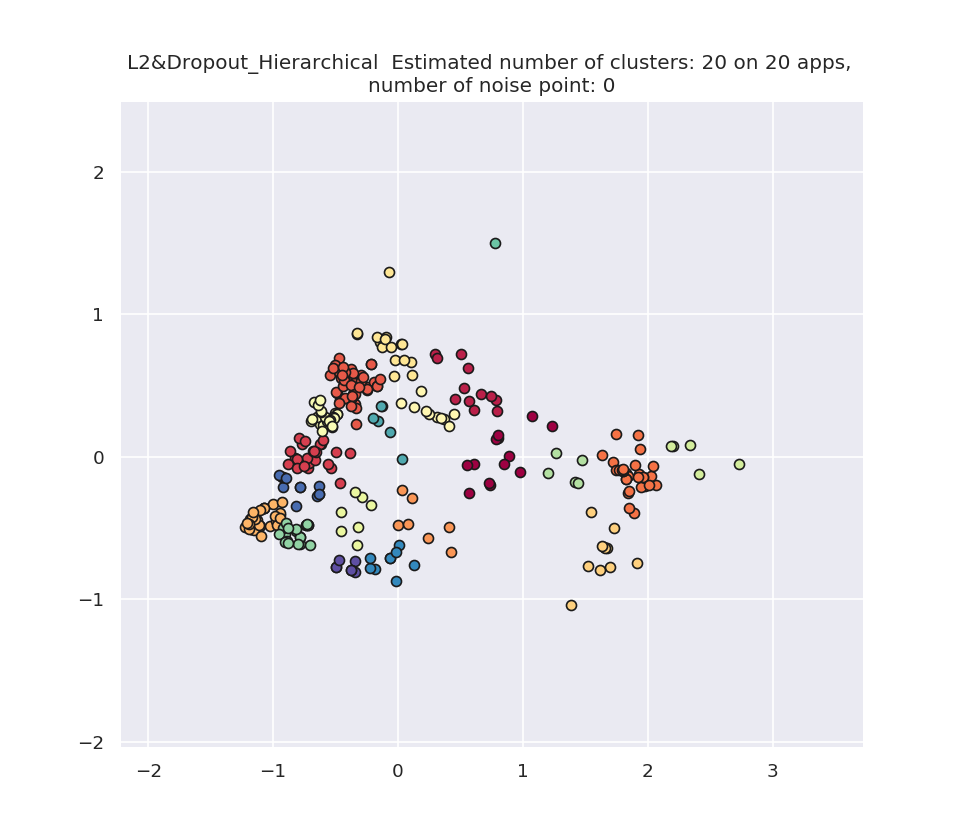 L2&Dropout_Hierarchical  Estimated number of clusters: 20 on 20 apps,
number of noise point: 0
2
1
0
−1
−2
−2 −1 0 1 2 3